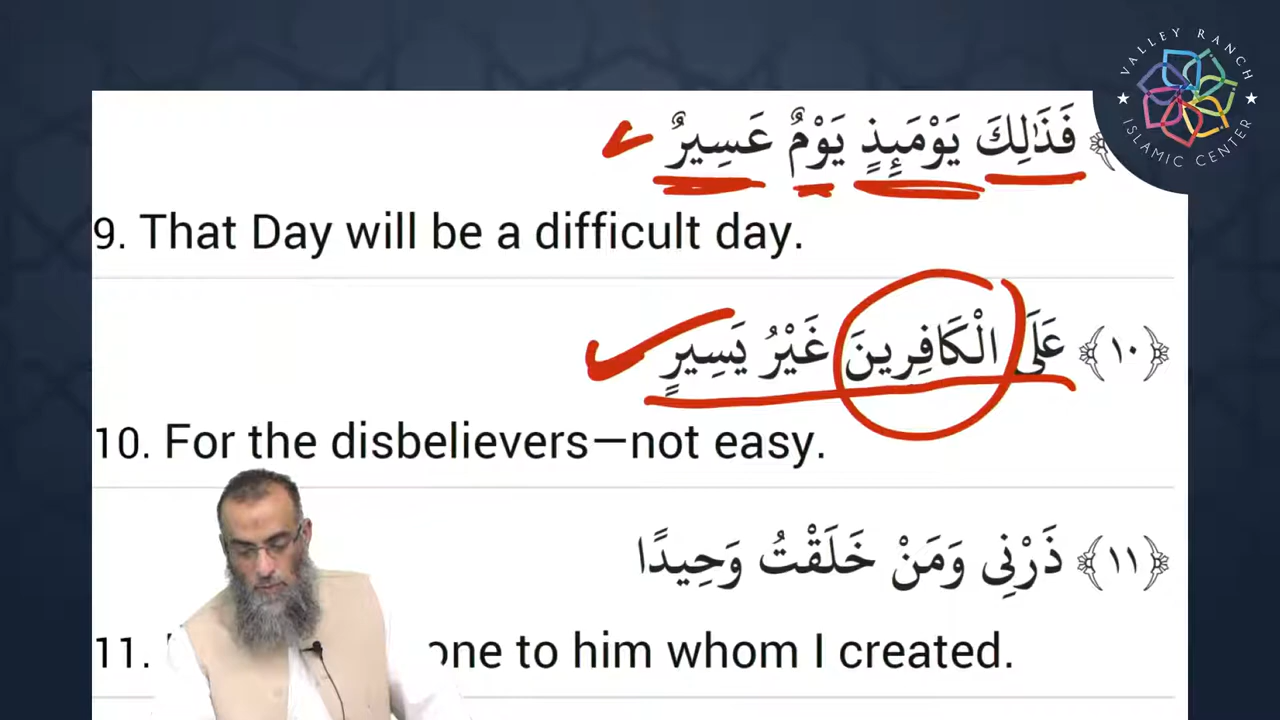 VALLEY RANCH
ISLAMIC CENTER
فَذَٰلِكَ يَوْمَئِذٍ يَوْمٌ عَسِيرٌ
9. That Day will be a difficult day.
﴿١٠﴾ عَلَى الْكَافِرِينَ غَيْرُ يَسِيرٍ
10. For the disbelievers—not easy.
﴿١١﴾ ذَرْنِي وَمَنْ خَلَقْتُ وَحِيدًا
11. to him whom I created.